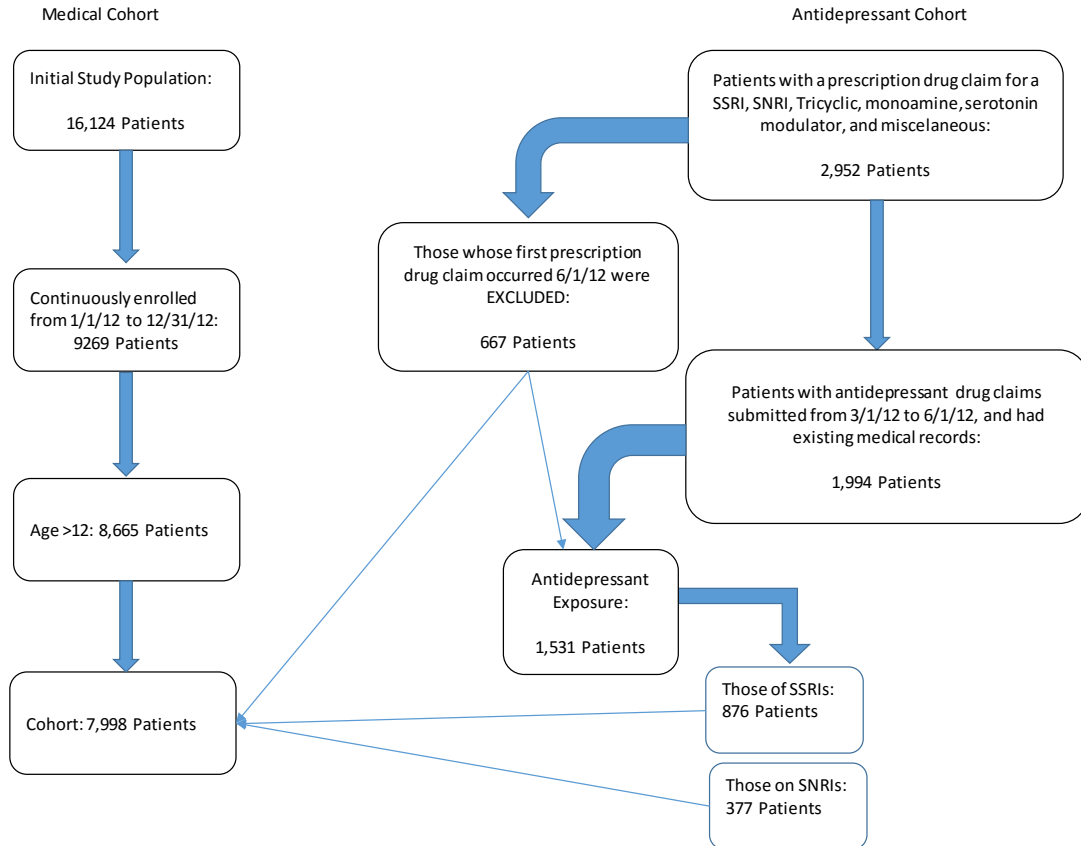 Medical Cohort
Antidepressant Cohort
Initial Study Population:
16,124 Patients
Continuously enrolled
from 1/1/12 to 12/31/12:
9269 Patients
Age >12: 8,665 Patients
Cohort: 7,998 Patients
Patients with a prescription drug claim for a
SSRI, SNRI, Tricyclic, monoamine, serotonin
modulator, and miscelaneous:
2,952 Patients
Those whose first prescription
drug claim occurred 6/1/12 were
EXCLUDED:
667 Patients
Patients with antidepressant drug claims
submitted from 3/1/12 to 6/1/12, and had
existing medical records:
1,994 Patients
Antidepressant
Exposure:
1,531 Patients
Those of SSRIs:
876 Patients
Those on SNRIs:
377 Patients